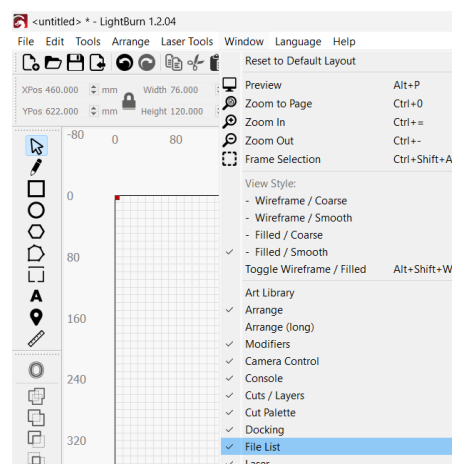 <untitled> * - LightBurn 1.2.04
File Edit Tools Arrange Laser Tools Window Language Help
XPos 460.000 mm Width 76.000
YPos 622.000 mm Height 120.000
Reset to Default Layout
Preview Alt+P
Zoom to Page Ctrl+0
Zoom In Ctrl+=
Zoom Out Ctrl+-
Frame Selection Ctrl+Shift+A
View Style:
- Wireframe / Coarse
- Wireframe / Smooth
- Filled / Coarse
- Filled / Smooth
Toggle Wireframe / Filled Alt+Shift+W
Art Library
Arrange
Arrange (long)
Modifiers
Camera Control
Console
Cuts / Layers
Cut Palette
Docking
File List
Laser
-80 0 80
0
80
160
240
320
A